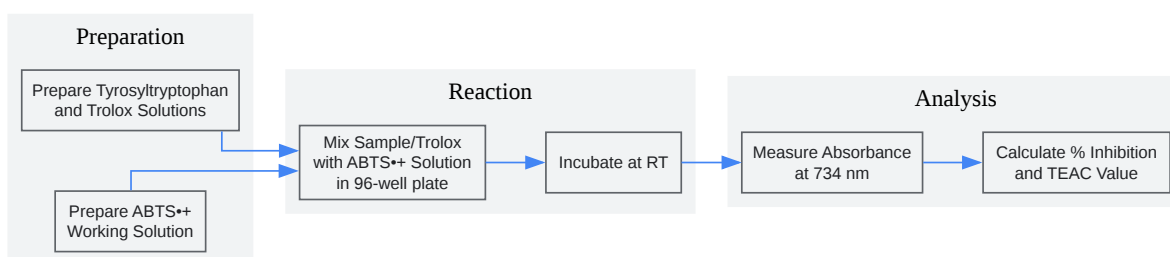 Preparation
Prepare Tyrosyltryptophan
and Trolox Solutions
Prepare ABTS•+
Working Solution
Reaction
Mix Sample/Trolox
with ABTS•+ Solution
in 96-well plate
Incubate at RT
Analysis
Measure Absorbance
at 734 nm
Calculate % Inhibition
and TEAC Value